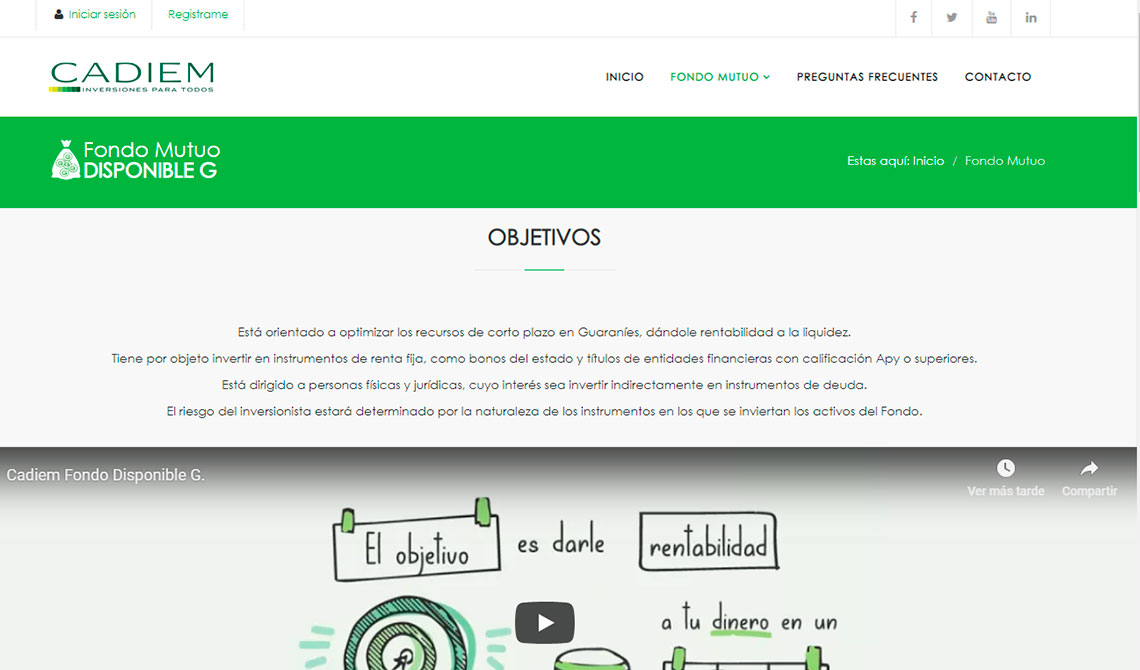 Iniciar sesión
Registrame
CADIEM
INVERSIONES PARA TODOS
INICIO
FONDO MUTUO
PREGUNTAS FRECUENTES
CONTACTO
Fondo Mutuo
DISPONIBLE G
Estas aquí: Inicio / Fondo Mutuo
OBJETIVOS
Está orientado a optimizar los recursos de corto plazo en Guaraníes, dándole rentabilidad a la liquidez.
Tiene por objeto invertir en instrumentos de renta fija, como bonos del estado y títulos de entidades financieras con calificación Apy o superiores.
Está dirigido a personas físicas y jurídicas, cuyo interés sea invertir indirectamente en instrumentos de deuda.
El riesgo del inversionista estará determinado por la naturaleza de los instrumentos en los que se inviertan los activos del Fondo.
Cadiem Fondo Disponible G.
Ver más tarde
Compartir
El objetivo es darle rentabilidad
a tu dinero en un